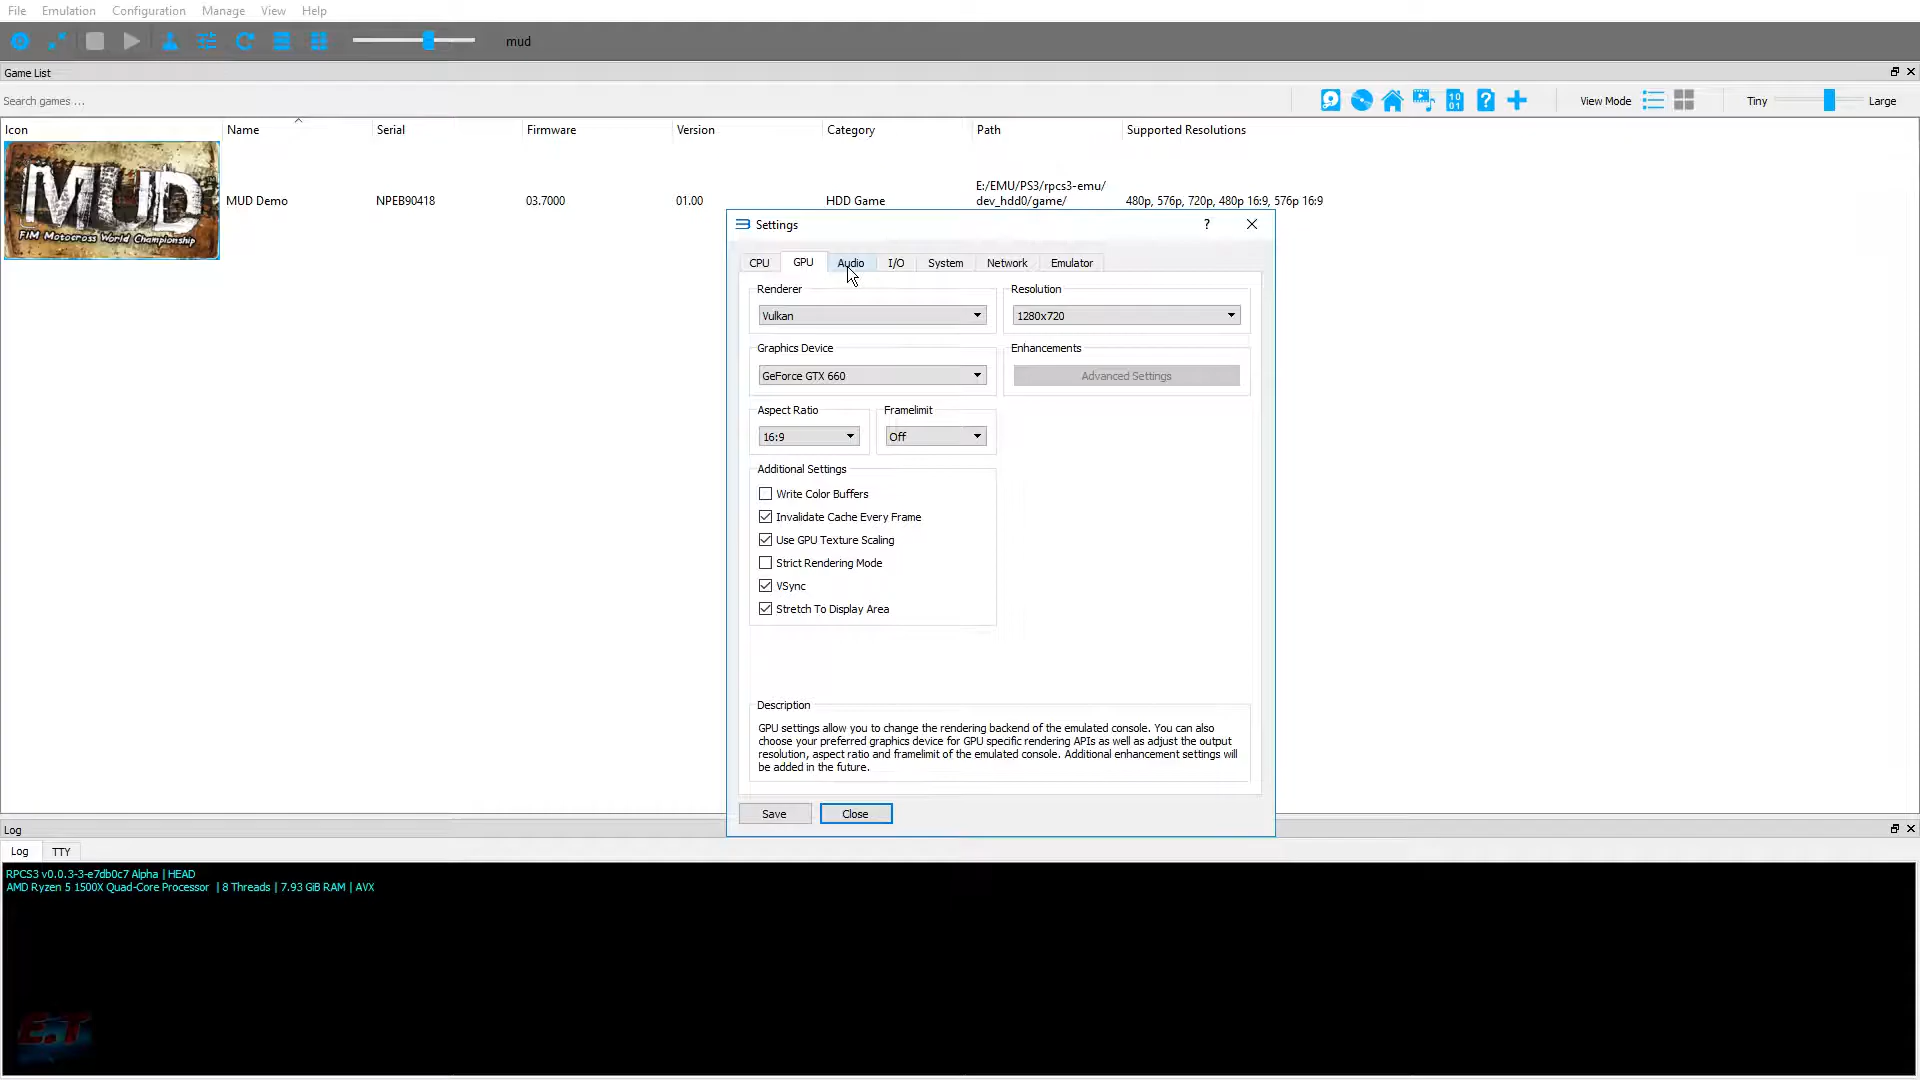 File Emulation Configuration Manage View Help
mud
Game List
Search games ...
View Mode Tiny Large
Icon Name Serial Firmware Version Category Path Supported Resolutions
MUD
FIM Motocross World Championship
MUD Demo NPEB90418 03.7000 01.00 HDD Game E:/EMU/PS3/rpcs3-emu/
dev_hdd0/game/ 480p, 576p, 720p, 480p 16:9, 576p 16:9
Settings ?
CPU GPU Audio I/O System Network Emulator
Renderer
Vulkan
Resolution
1280x720
Graphics Device
GeForce GTX 660
Enhancements
Advanced Settings
Aspect Ratio
16:9
Framelimit
Off
Additional Settings
Write Color Buffers
Invalidate Cache Every Frame
Use GPU Texture Scaling
Strict Rendering Mode
VSync
Stretch To Display Area
Description
GPU settings allow you to change the rendering backend of the emulated console. You can also
choose your preferred graphics device for GPU specific rendering APIs as well as adjust the output
resolution, aspect ratio and framelimit of the emulated console. Additional enhancement settings will
be added in the future.
Save Close
Log
Log TTY
RPCS3 v0.0.3-3-e7db0c7 Alpha | HEAD
AMD Ryzen 5 1500X Quad-Core Processor | 8 Threads | 7.93 GiB RAM | AVX
E.T